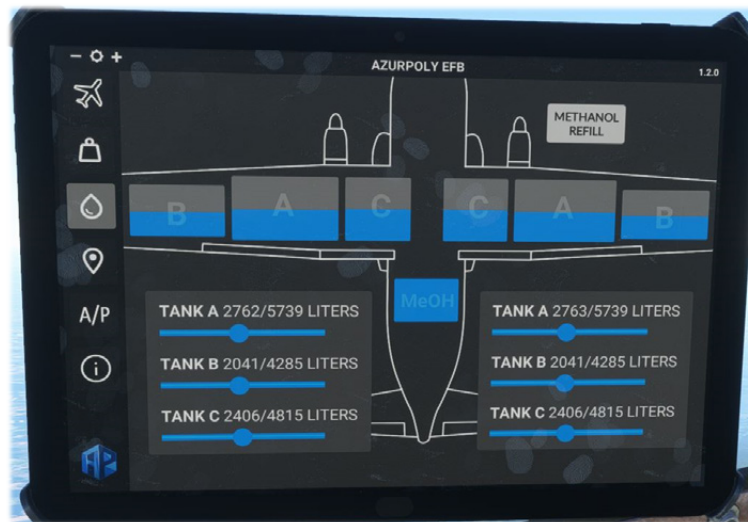 − +
AZURPOLY EFB
1.2.0
METHANOL
REFILL
B A C C A B
A/P
MeOH
TANK A 2762/5739 LITERS
TANK B 2041/4285 LITERS
TANK C 2406/4815 LITERS
TANK A 2763/5739 LITERS
TANK B 2041/4285 LITERS
TANK C 2406/4815 LITERS
i
AP